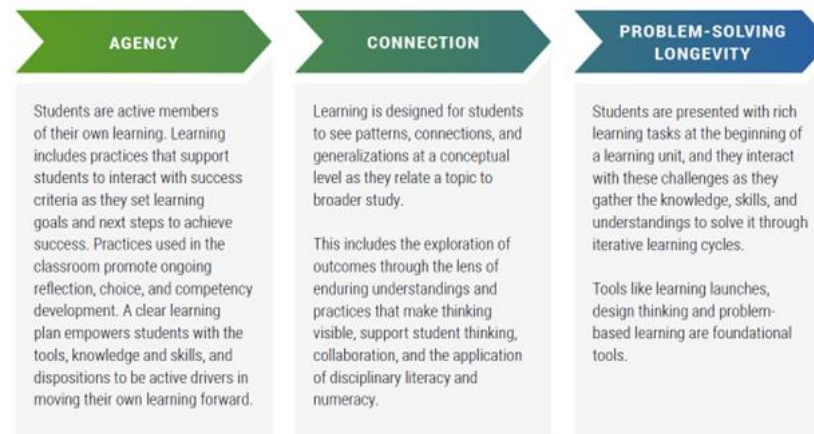 AGENCY
Students are active members
of their own learning. Learning
includes practices that support
students to interact with success
criteria as they set learning
goals and next steps to achieve
success. Practices used in the
classroom promote ongoing
reflection, choice, and competency
development. A clear learning
plan empowers students with the
tools, knowledge and skills, and
dispositions to be active drivers in
moving their own learning forward.
CONNECTION
Learning is designed for students
to see patterns, connections, and
generalizations at a conceptual
level as they relate a topic to
broader study.
This includes the exploration of
outcomes through the lens of
enduring understandings and
practices that make thinking
visible, support student thinking,
collaboration, and the application
of disciplinary literacy and
numeracy.
PROBLEM-SOLVING
LONGEVITY
Students are presented with rich
learning tasks at the beginning of
a learning unit, and they interact
with these challenges as they
gather the knowledge, skills, and
understandings to solve it through
iterative learning cycles.
Tools like learning launches,
design thinking and problem-
based learning are foundational
tools.